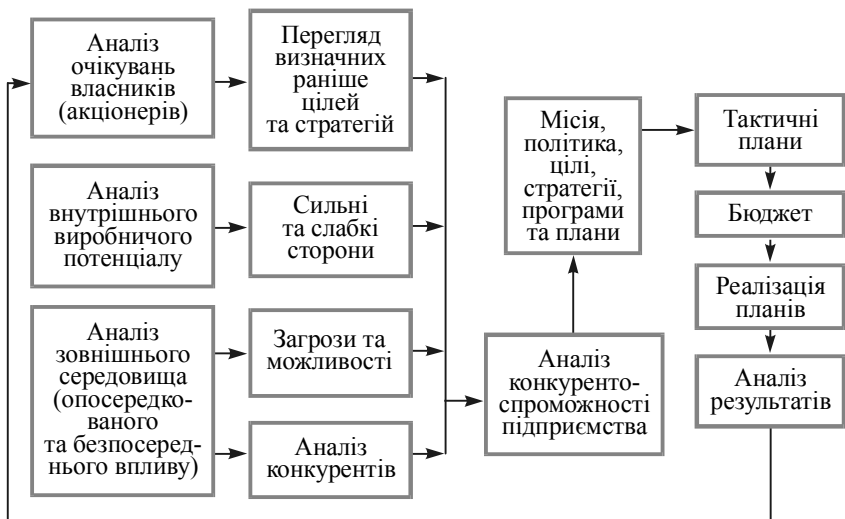 Аналіз
очікувань
власників
(акціонерів)
Перегляд
визначних
раніше
цілей
та стратегій
Аналіз
внутрішнього
виробничого
потенціалу
Сильні
та слабкі
сторони
Аналіз
зовнішнього
середовища
(опосередко-
ваного
та безпосеред-
нього впливу)
Загрози та
можливості
Аналіз
конкурентів
Аналіз
конкуренто-
спроможності
підприємства
Місія,
політика,
цілі,
стратегії,
програми
та плани
Тактичні
плани
Бюджет
Реалізація
планів
Аналіз
результатів